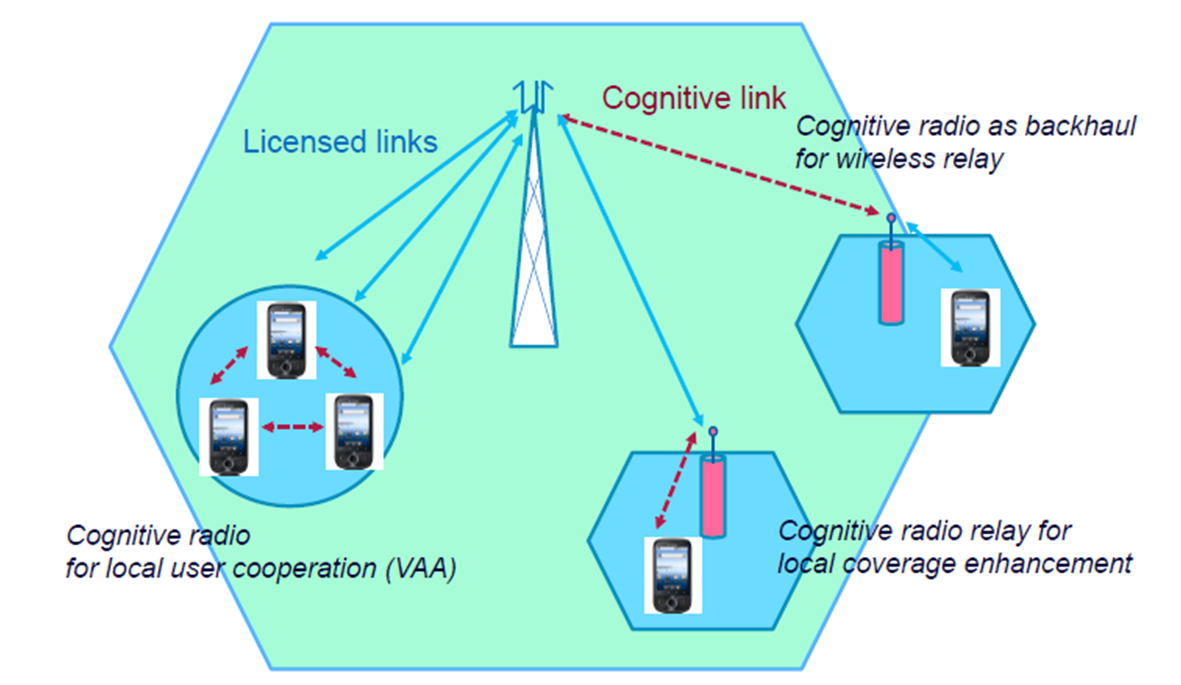 Cognitive link
Licensed links
Cognitive radio as backhaul
for wireless relay
Cognitive radio
for local user cooperation (VAA)
Cognitive radio relay for
local coverage enhancement